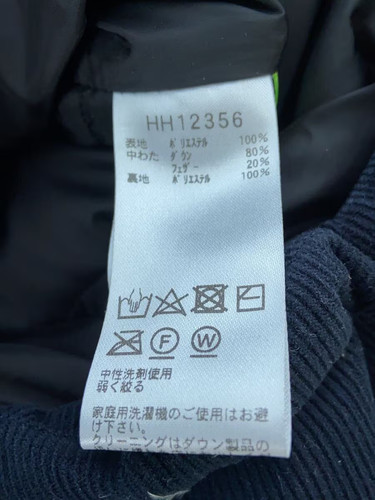 HH12356
表地 ポリエステル 100%
中わた ダウン 80%
フェザー 20%
裏地 ポリエステル 100%
F W
中性洗剤使用
弱く絞る
家庭用洗濯機のご使用はお避
け下さい。
クリーニングはダウン製品の